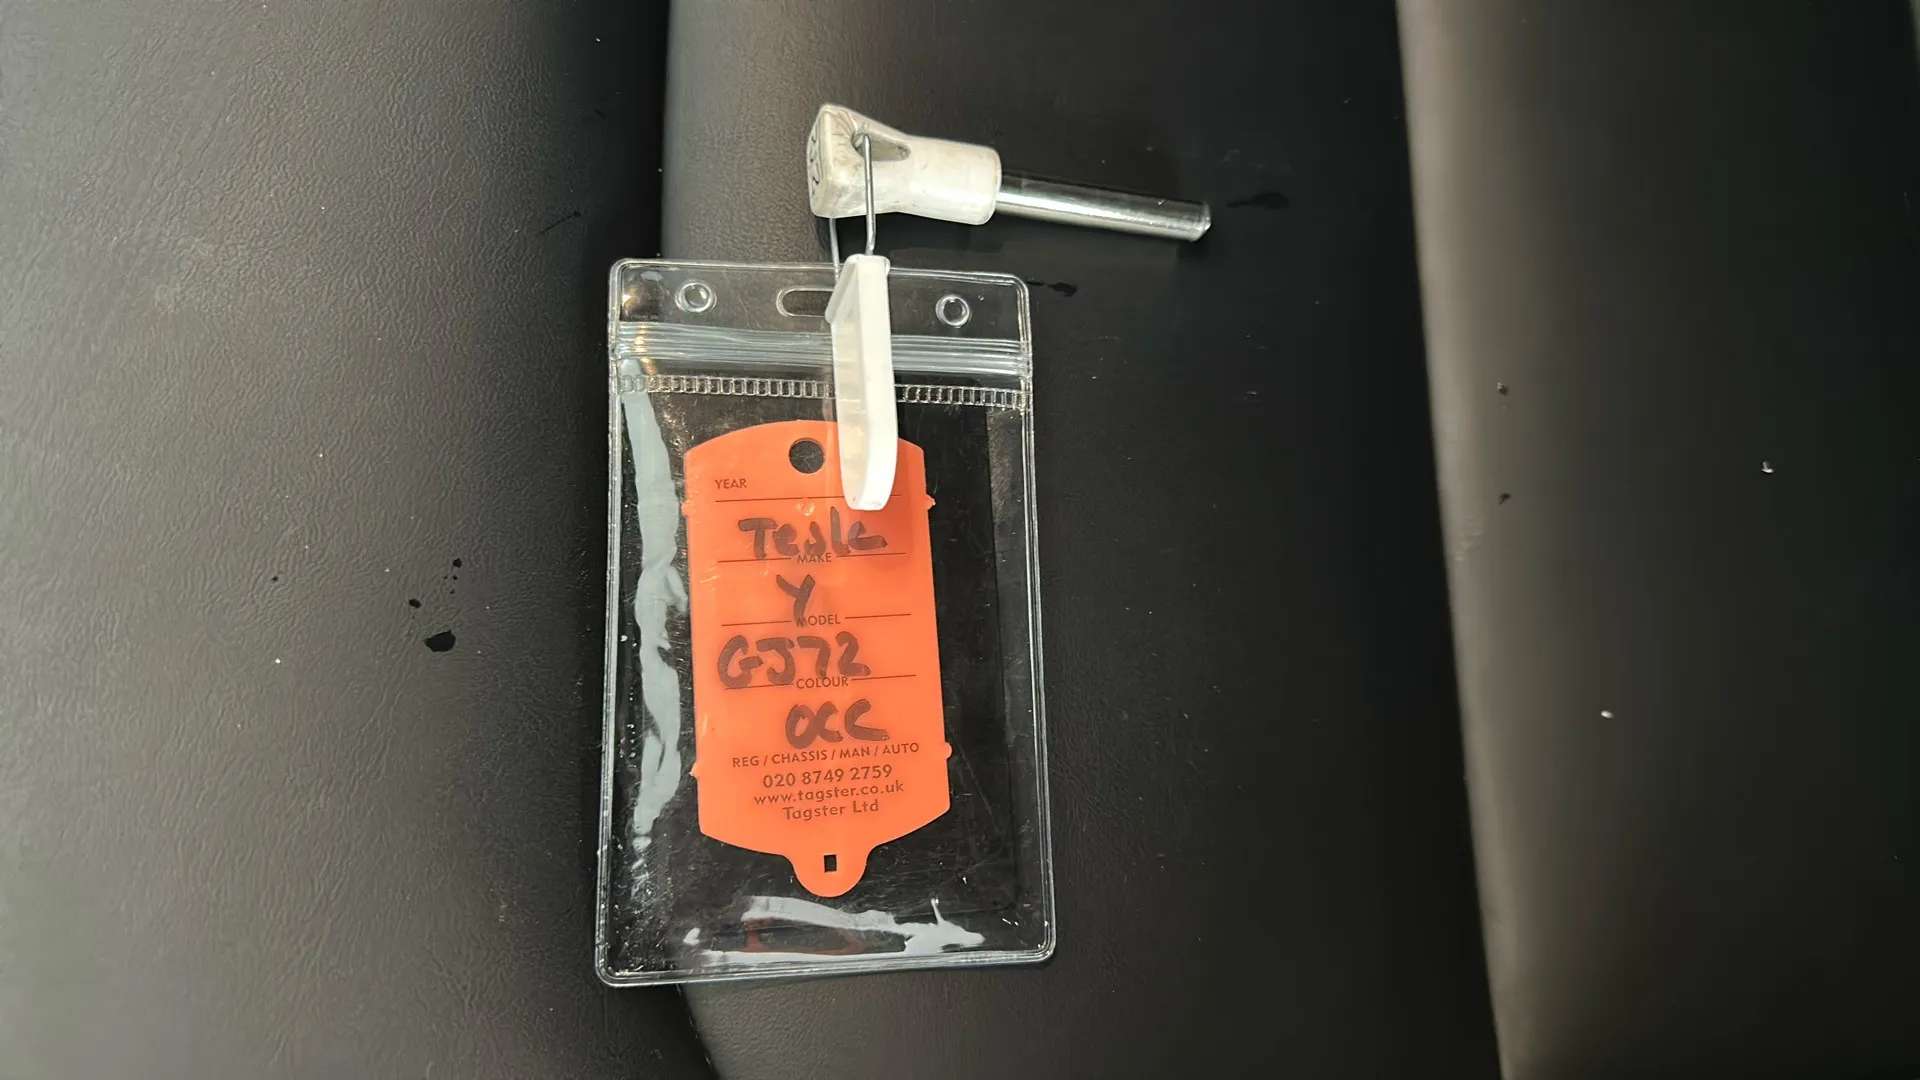 YEAR
Tesla
MAKE
Y
MODEL
GJ72
COLOUR
OCC
REG / CHASSIS / MAN / AUTO
020 8749 2759
www.tagster.co.uk
Tagster Ltd